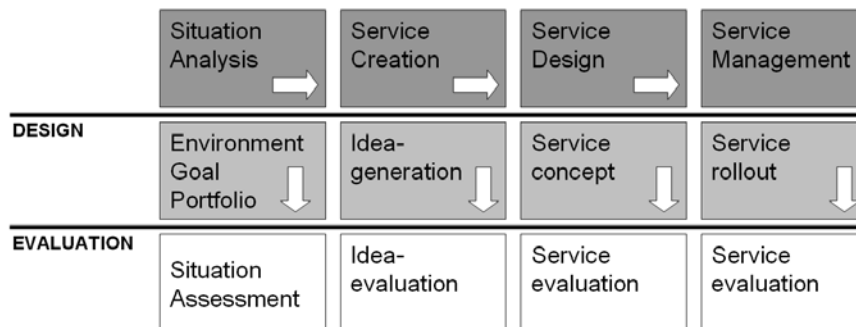 Situation
Analysis
Service
Creation
Service
Design
Service
Management
DESIGN
Environment
Goal
Portfolio
Idea-
generation
Service
concept
Service
rollout
EVALUATION
Situation
Assessment
Idea-
evaluation
Service
evaluation
Service
evaluation